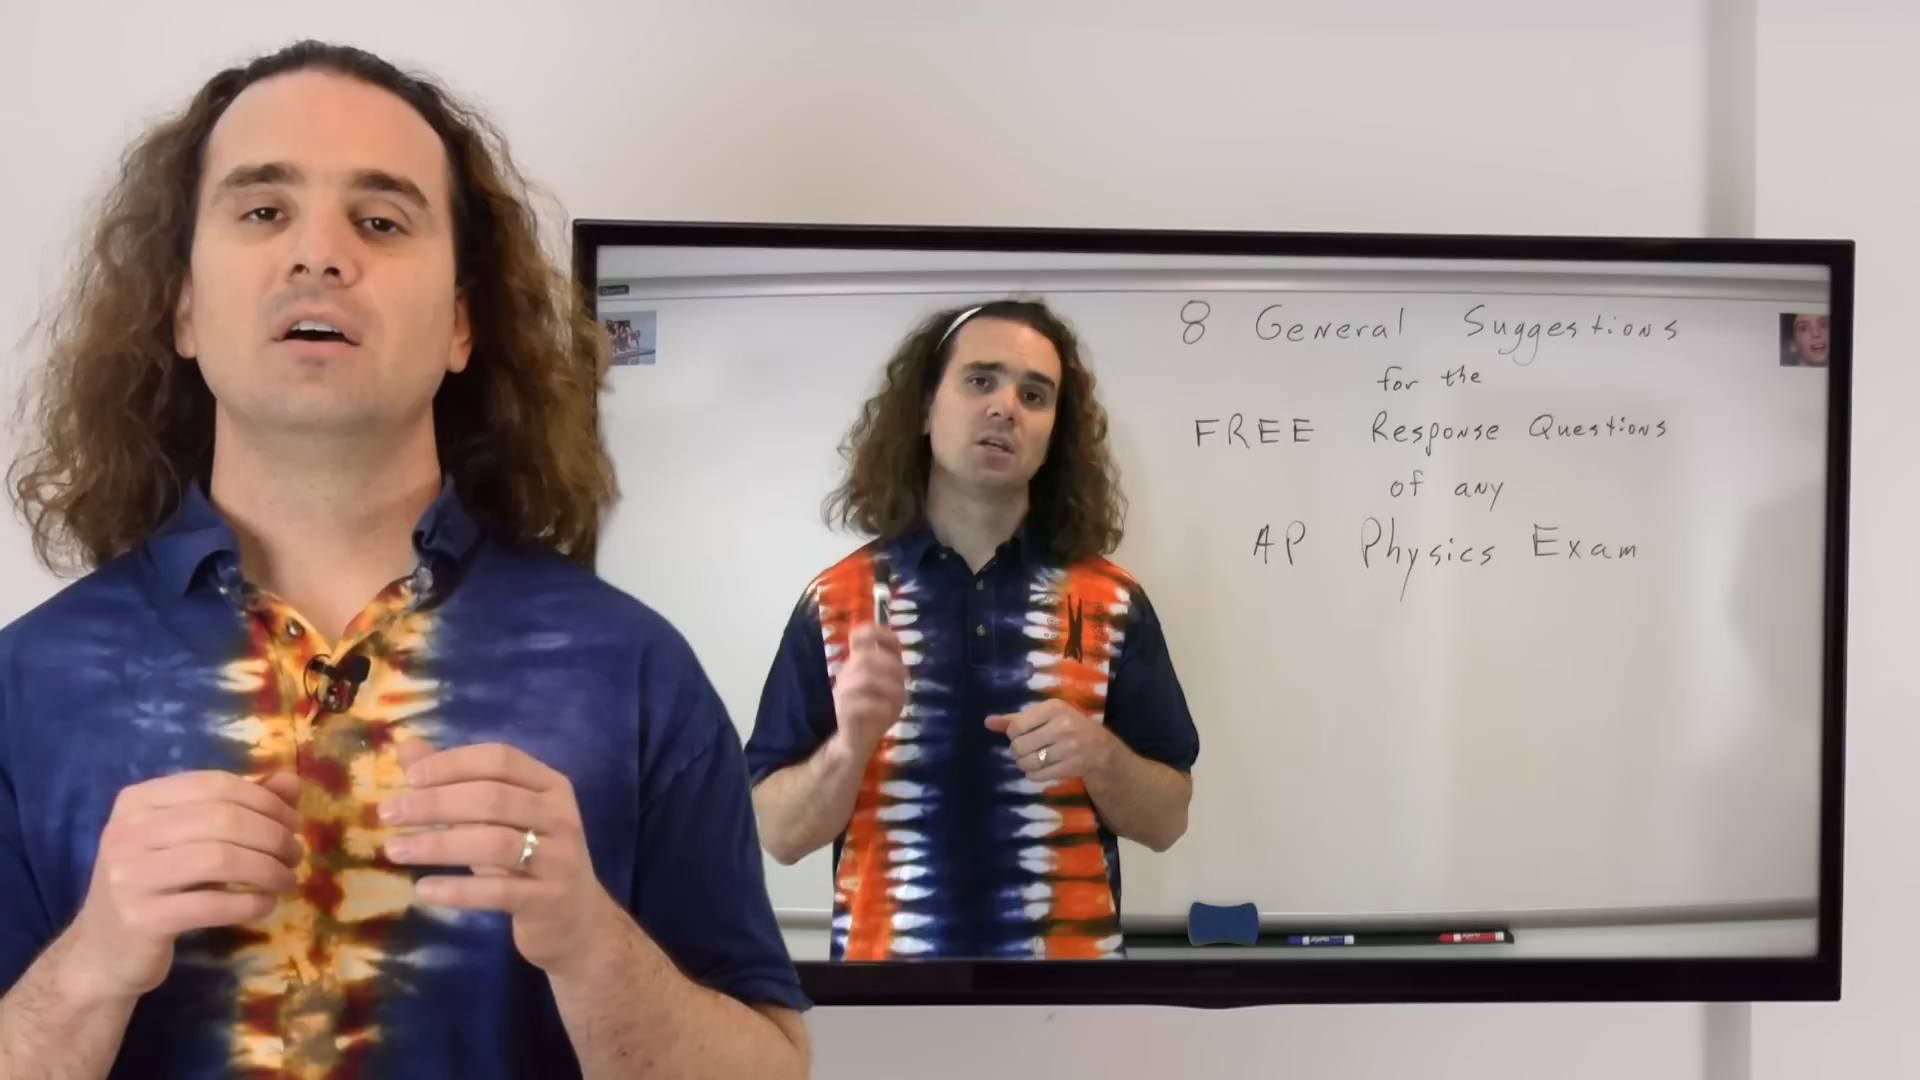 8 General Suggestions
for the
FREE Response Questions
of any
AP Physics Exam